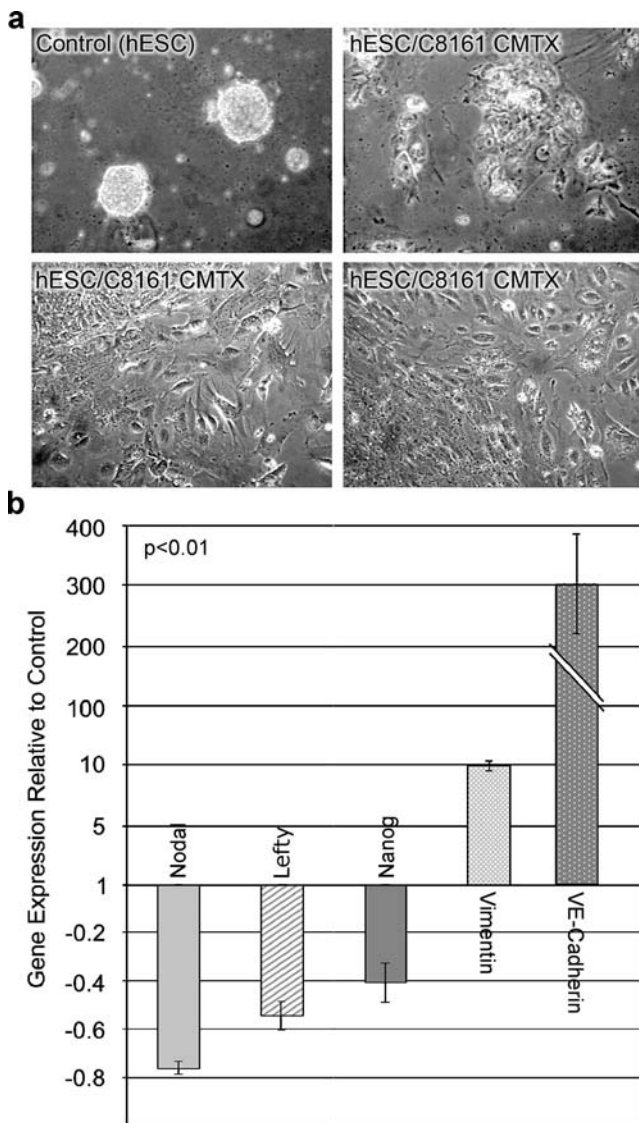 a
Control (hESC)
hESC/C8161 CMTX
hESC/C8161 CMTX
hESC/C8161 CMTX
b
Gene Expression Relative to Control
400
300
200
100
10
5
1
-0.2
-0.4
-0.6
-0.8
p<0.01
Nodal
Lefty
Nanog
Vimentin
VE-Cadherin